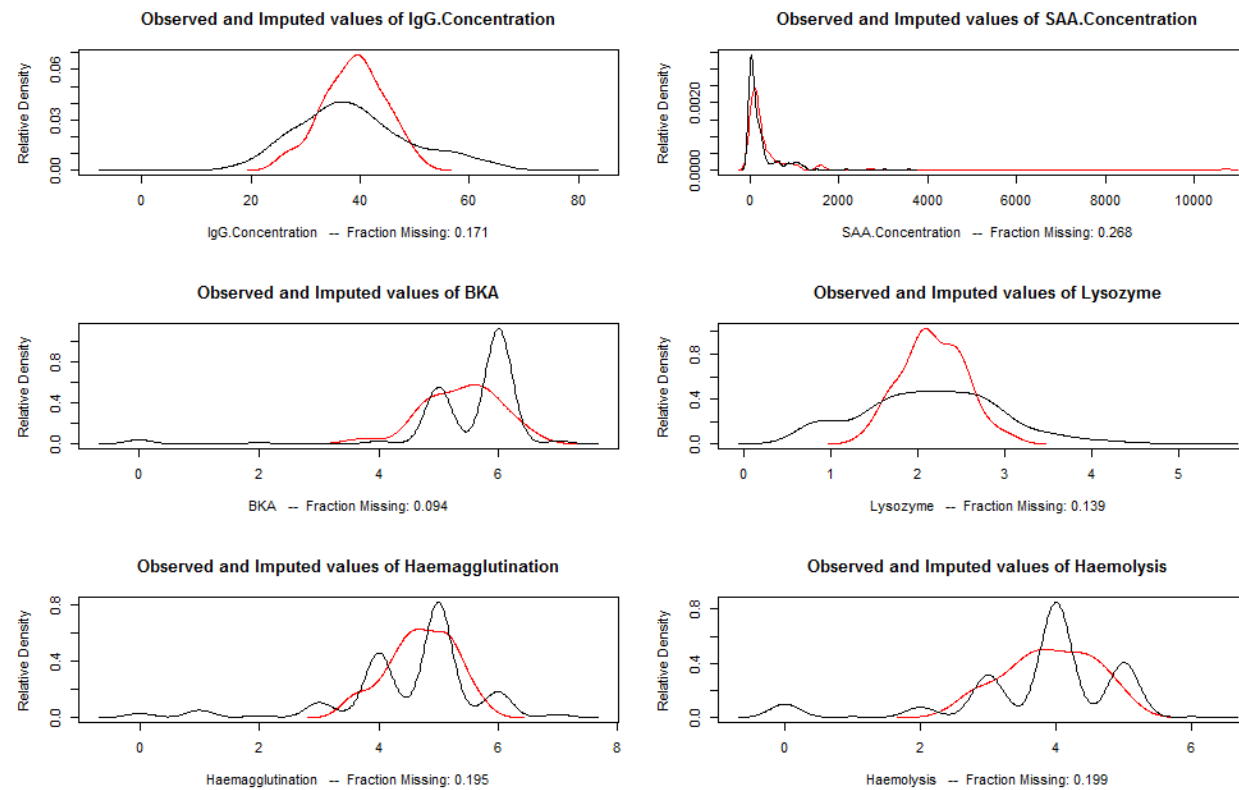 Observed and Imputed values of IgG.Concentration
Relative Density
0.00 0.03 0.06
0 20 40 60 80
IgG.Concentration -- Fraction Missing: 0.171
Observed and Imputed values of SAA.Concentration
Relative Density
0.0000 0.0020
0 2000 4000 6000 8000 10000
SAA.Concentration -- Fraction Missing: 0.268
Observed and Imputed values of BKA
Relative Density
0.0 0.4 0.8
0 2 4 6
BKA -- Fraction Missing: 0.094
Observed and Imputed values of Lysozyme
Relative Density
0.0 0.4 0.8
0 1 2 3 4 5
Lysozyme -- Fraction Missing: 0.139
Observed and Imputed values of Haemagglutination
Relative Density
0.0 0.4 0.8
0 2 4 6 8
Haemagglutination -- Fraction Missing: 0.195
Observed and Imputed values of Haemolysis
Relative Density
0.0 0.4 0.8
0 2 4 6
Haemolysis -- Fraction Missing: 0.199